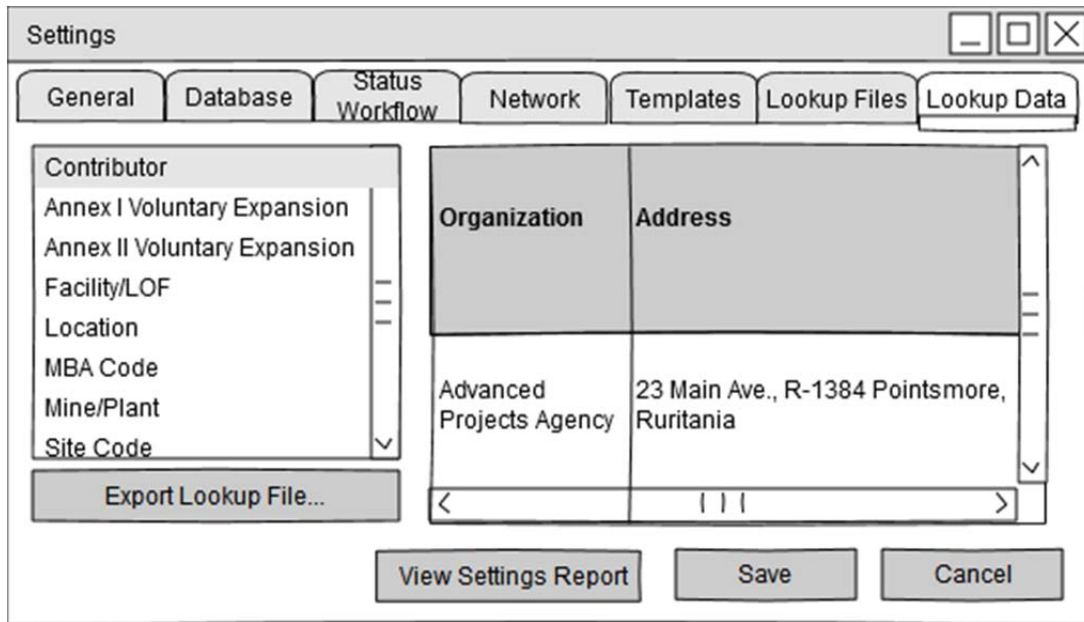 Settings
General
Database
Status
Workflow
Network
Templates
Lookup Files
Lookup Data
Contributor
Annex I Voluntary Expansion
Annex II Voluntary Expansion
Facility/LOF
Location
MBA Code
Mine/Plant
Site Code
Export Lookup File...
Organization
Address
Advanced
Projects Agency
23 Main Ave., R-1384 Pointsmore,
Ruritania
View Settings Report
Save
Cancel